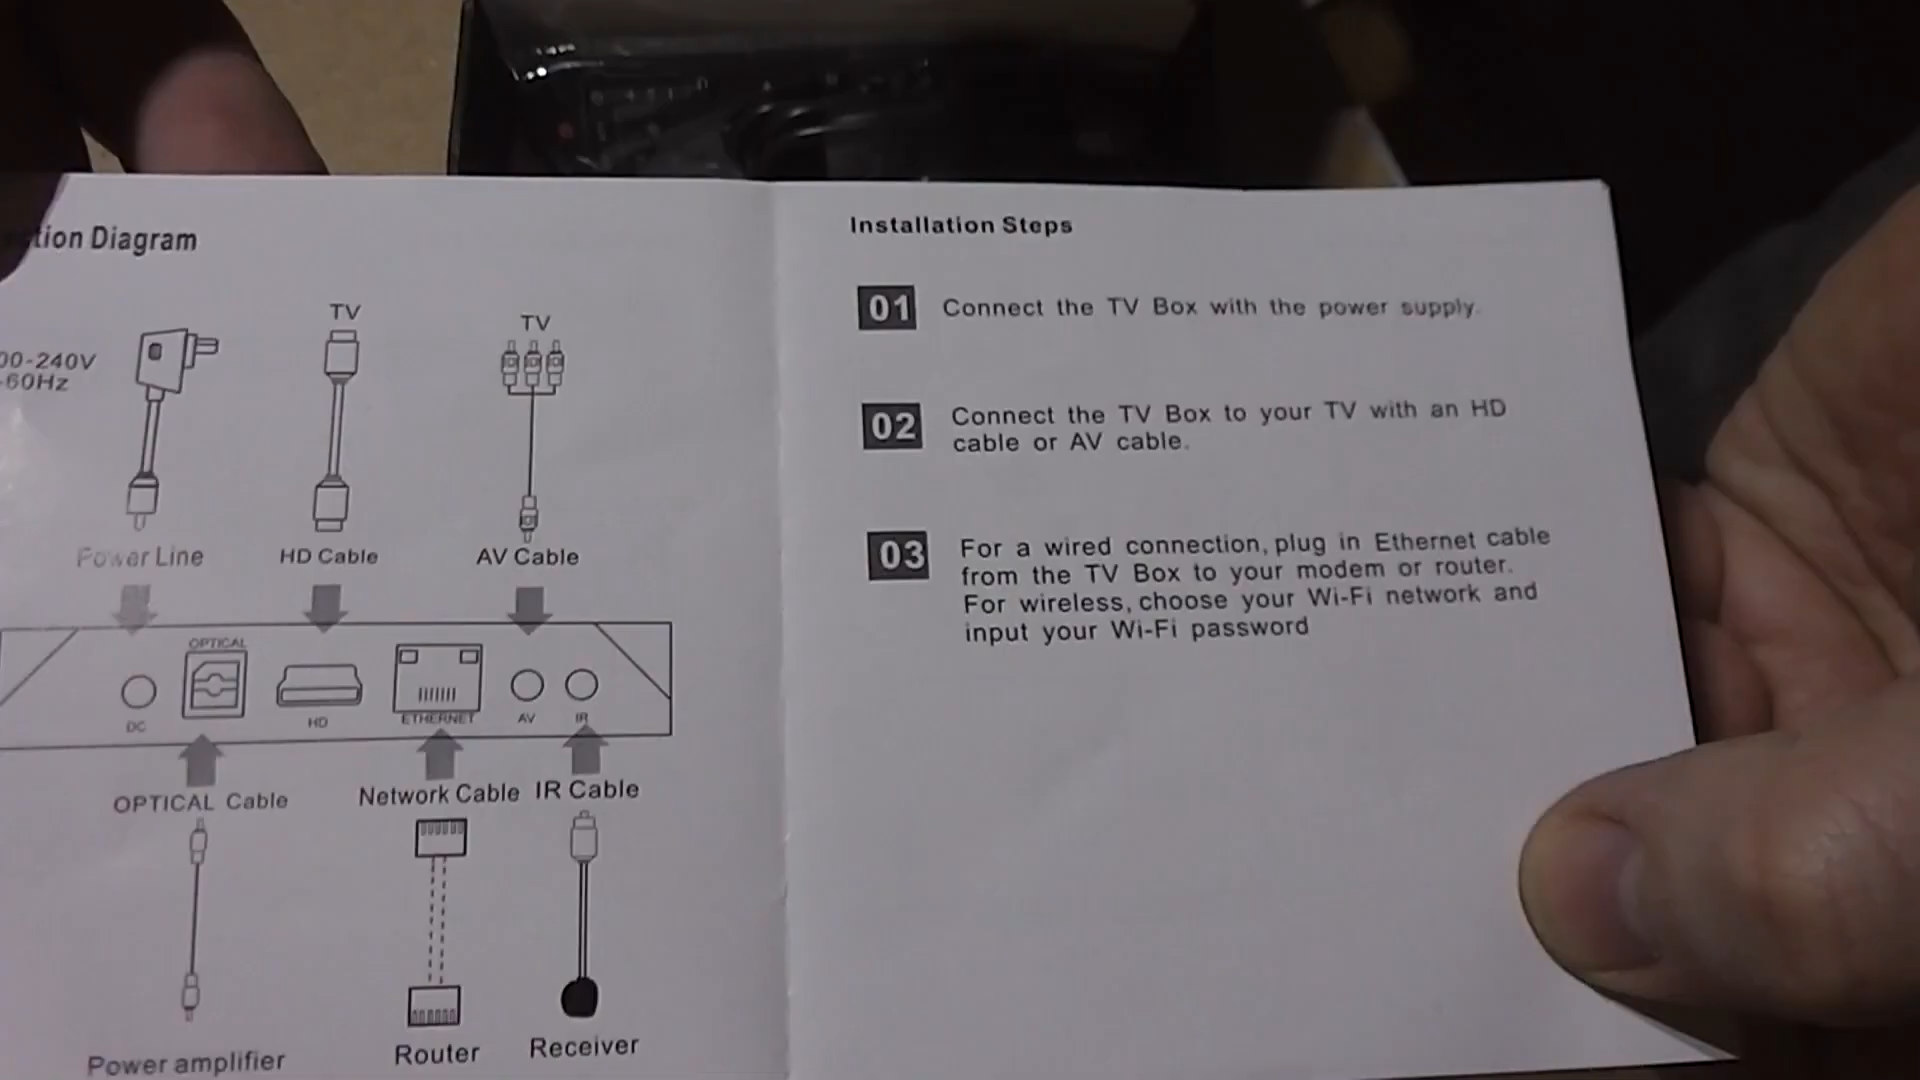 tion Diagram
TV
TV
00-240V
-60Hz
Power Line
HD Cable
AV Cable
OPTICAL
DC
HD
ETHERNET
AV
IR
OPTICAL Cable
Network Cable
IR Cable
Power amplifier
Router
Receiver
Installation Steps
01 Connect the TV Box with the power supply.
02 Connect the TV Box to your TV with an HD
cable or AV cable.
03 For a wired connection, plug in Ethernet cable
from the TV Box to your modem or router.
For wireless, choose your Wi-Fi network and
input your Wi-Fi password